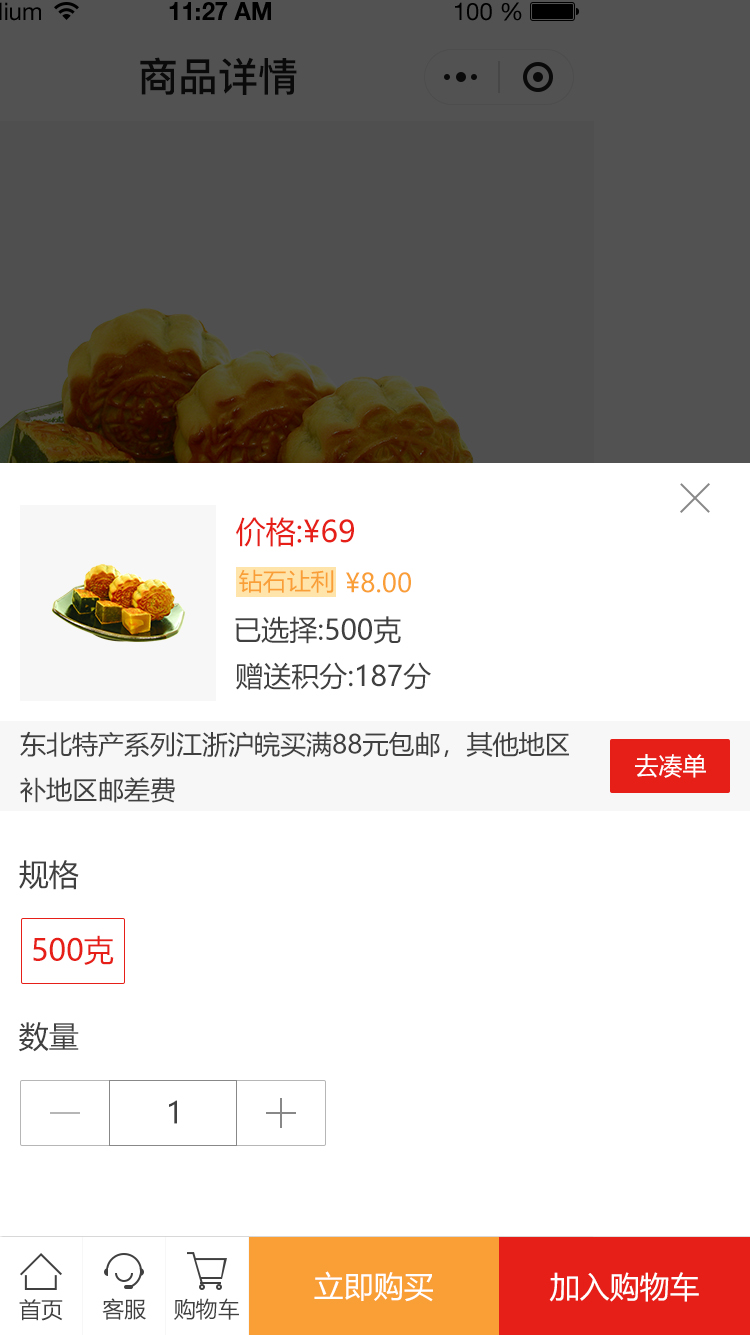 11:27 AM
100 %
商品详情
价格:¥69
钻石让利 ¥8.00
已选择:500克
赠送积分:187分
东北特产系列江浙沪皖买满88元包邮，其他地区
补地区邮差费
去凑单
规格
500克
数量
1
首页
客服
购物车
立即购买
加入购物车